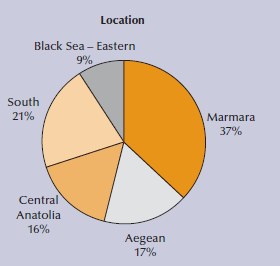 Location
Black Sea – Eastern
9%
South
21%
Marmara
37%
Central
Anatolia
16%
Aegean
17%